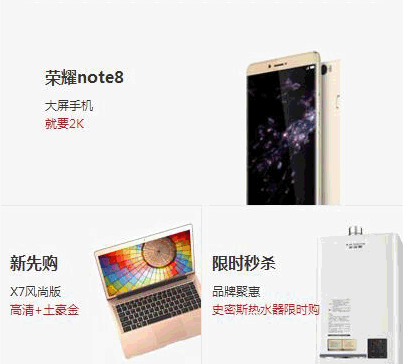 荣耀note8
大屏手机
就要2K
新先购
X7风尚版
高清+土豪金
限时秒杀
品牌聚惠
史密斯热水器限时购